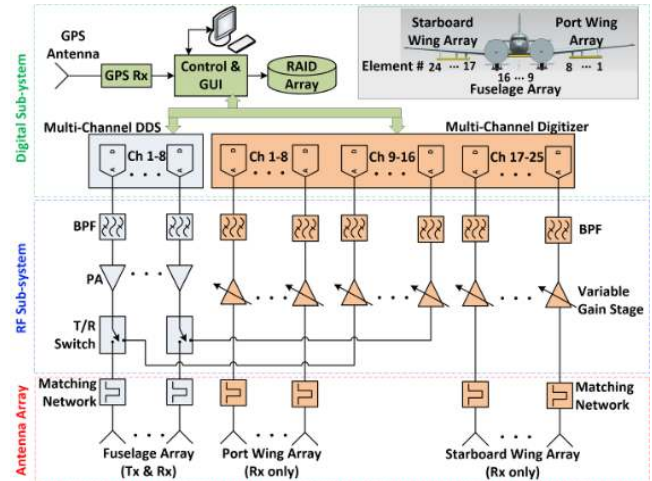 Digital Sub-ystem
GPS
Antenna
GPS Rx
Control &
GUI
RAID
Array
Starboard
Wing Array
Port Wing
Array
Element #
24 ... 17
16 ... 9
8 ... 1
Fuselage Array
Multi-Channel DDS
Multi-Channel Digitizer
D
A
Ch 1-8
D
A
D
A
Ch 1-8
D
A
Ch 9-16
D
A
D
A
Ch 17-25
D
A
RF Sub-system
BPF
BPF
PA
Variable
Gain Stage
T/R
Switch
Antenna Array
Matching
Network
Matching
Network
Fuselage Array
(Tx & Rx)
Port Wing Array
(Rx only)
Starboard Wing Array
(Rx only)